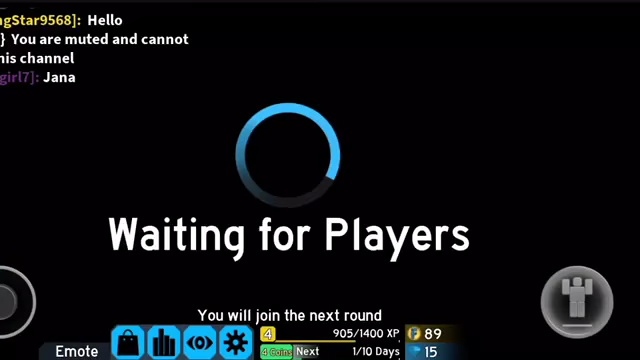 ngStar9568]: Hello
} You are muted and cannot
his channel
girl7]: Jana
Waiting for Players
You will join the next round
4
905/1400 XP
89
Emote
4 Coins
Next
1/10 Days
15